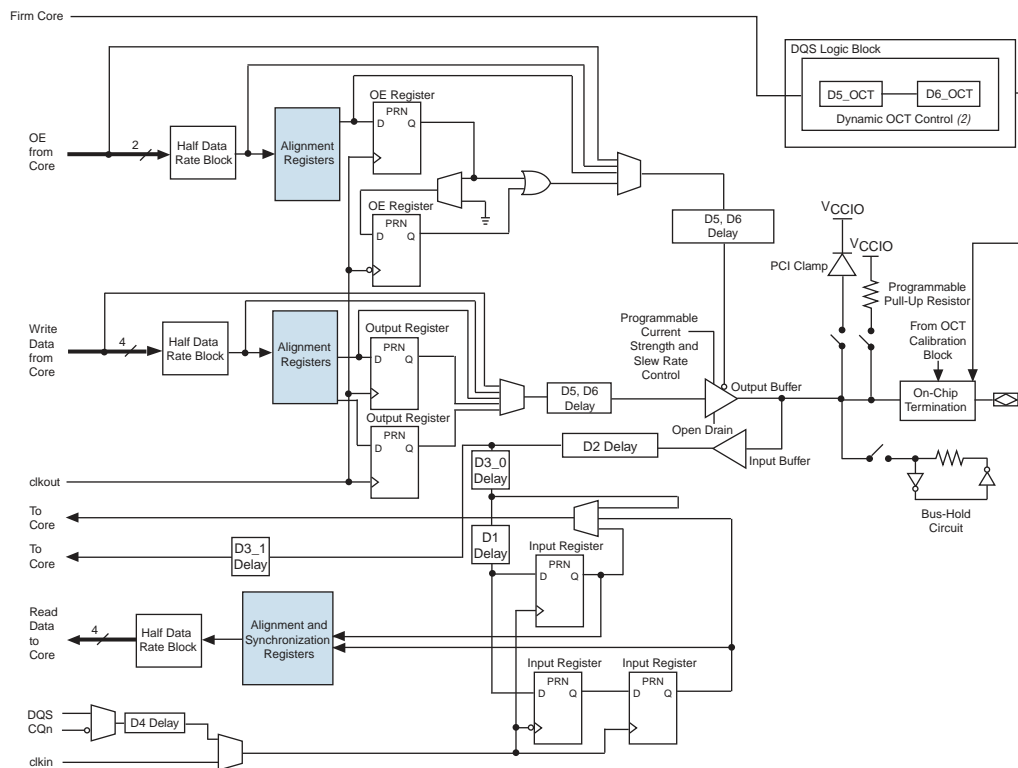 Firm Core
DQS Logic Block
D5_OCT
D6_OCT
Dynamic OCT Control (2)
OE
from
Core
2
Half Data
Rate Block
Alignment
Registers
OE Register
PRN
D
Q
OE Register
PRN
D
Q
D5, D6
Delay
VCCIO
VCCIO
PCI Clamp
Programmable
Pull-Up Resistor
From OCT
Calibration
Block
On-Chip
Termination
Write
Data
from
Core
4
Half Data
Rate Block
Alignment
Registers
Output Register
PRN
D
Q
Output Register
PRN
D
Q
D5, D6
Delay
Programmable
Current
Strength and
Slew Rate
Control
Output Buffer
Open Drain
Input Buffer
D2 Delay
D3_0
Delay
clkout
To
Core
D1
Delay
To
Core
D3_1
Delay
Bus-Hold
Circuit
Input Register
PRN
D
Q
Read
Data
to
Core
4
Half Data
Rate Block
Alignment and
Synchronization
Registers
Input Register
PRN
D
Q
Input Register
PRN
D
Q
DQS
CQn
D4 Delay
clkin